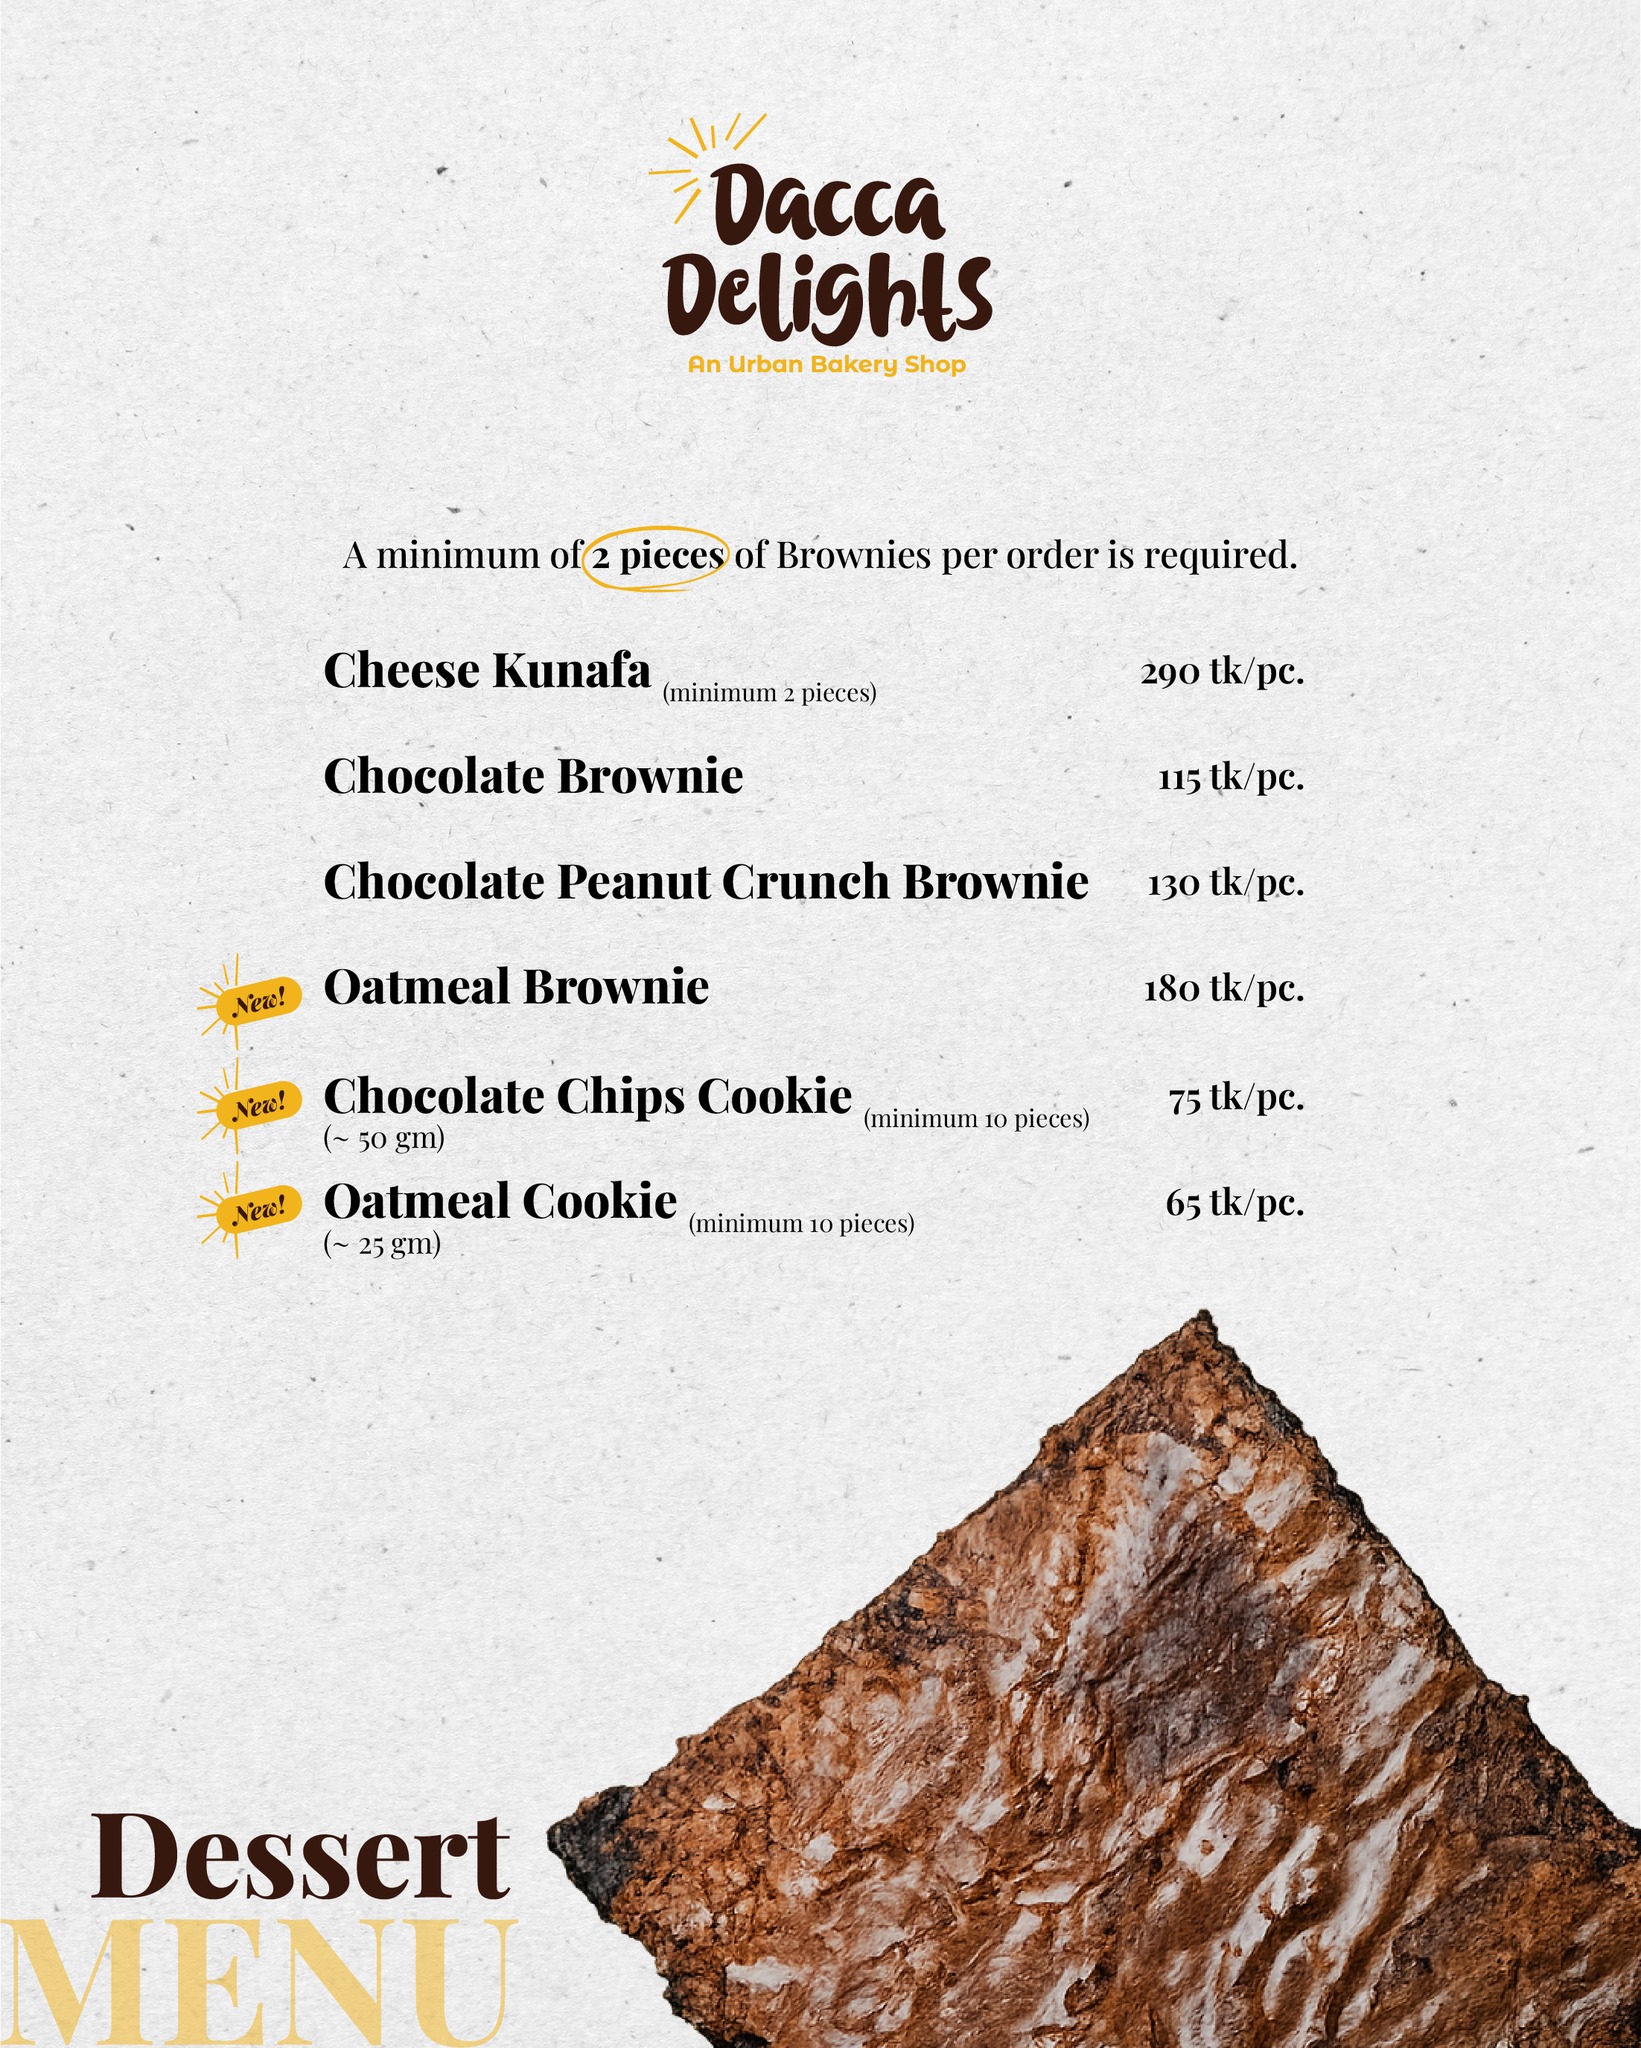 Dacca
Delights
An Urban Bakery Shop
A minimum of 2 pieces of Brownies per order is required.
Cheese Kunafa (minimum 2 pieces) 290 tk/pc.
Chocolate Brownie 115 tk/pc.
Chocolate Peanut Crunch Brownie 130 tk/pc.
New! Oatmeal Brownie 180 tk/pc.
New! Chocolate Chips Cookie (minimum 10 pieces) 75 tk/pc.
(~ 50 gm)
New! Oatmeal Cookie (minimum 10 pieces) 65 tk/pc.
(~ 25 gm)
Dessert
MENU